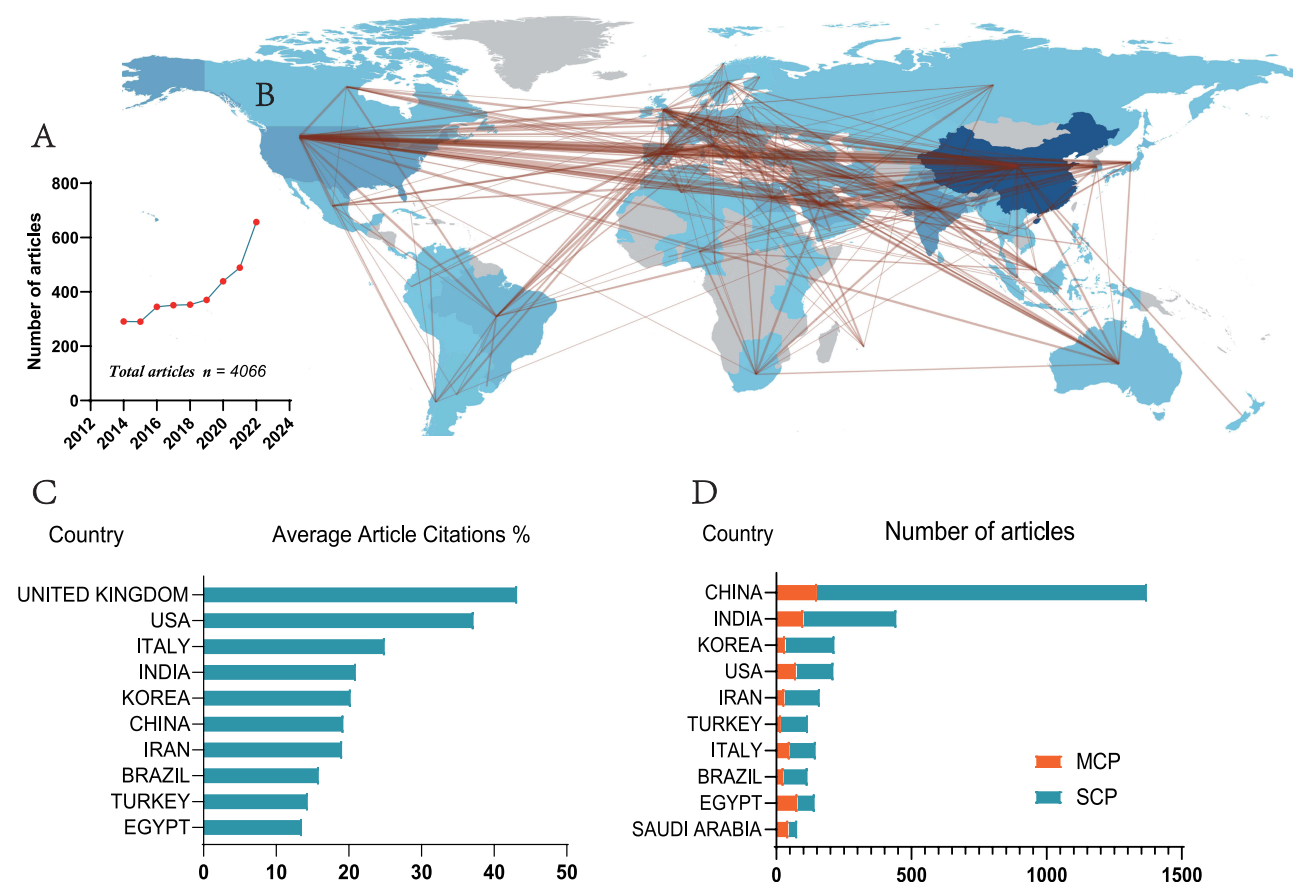 B
A
Number of articles
800
600
400
200
0
Total articles n = 4066
2012
2014
2016
2018
2020
2022
2024
C
Country
Average Article Citations %
UNITED KINGDOM
USA
ITALY
INDIA
KOREA
CHINA
IRAN
BRAZIL
TURKEY
EGYPT
0
10
20
30
40
50
D
Country
Number of articles
CHINA
INDIA
KOREA
USA
IRAN
TURKEY
ITALY
BRAZIL
EGYPT
SAUDI ARABIA
MCP
SCP
0
500
1000
1500